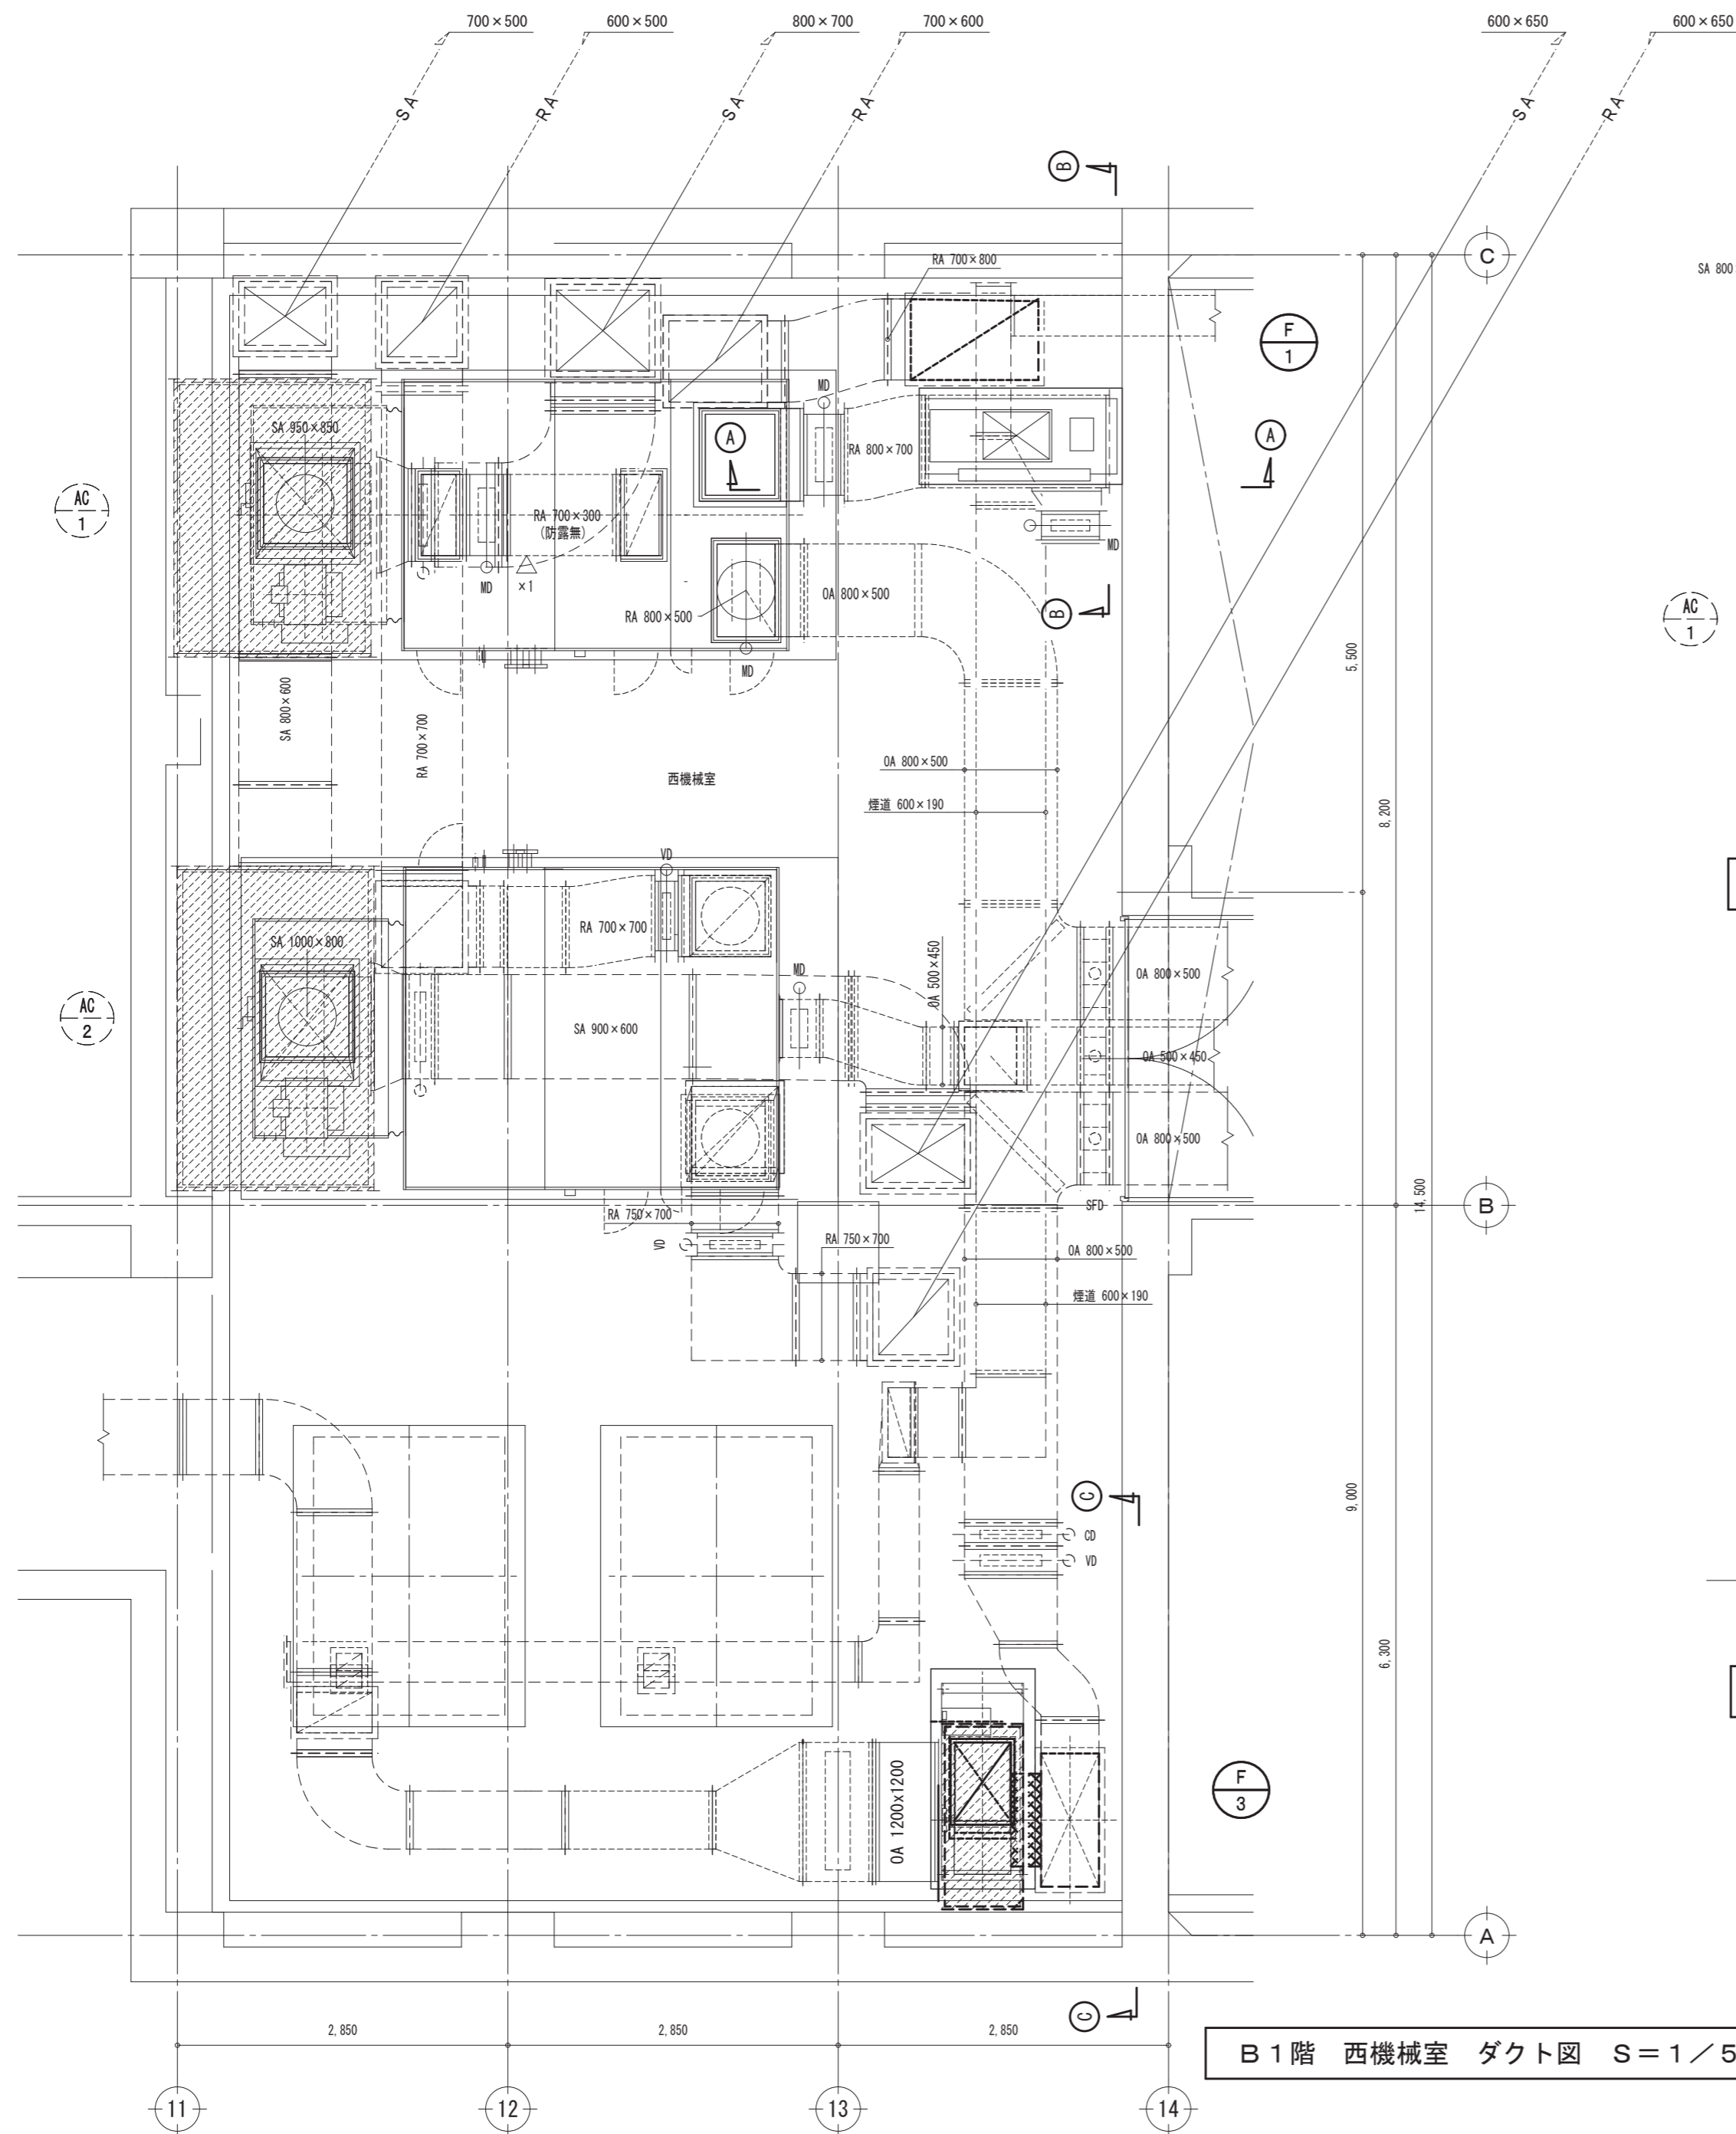 700×500
600×500
800×700
700×600
600×650
600×650
SA
RA
SA
RA
SA
RA
B
C
RA 700×800
SA 800
F
1
MD
A
A
SA 950×850
RA 800×700
AC
1
RA 700×300
(防露無)
MD
MD
×1
OA 800×500
RA 800×500
B
AC
1
MD
5,500
SA 800×600
RA 700×700
西機械室
OA 800×500
煙道 600×190
8,200
VD
RA 700×700
SA 1000×800
OA 500×450
MD
OA 800×500
AC
2
SA 900×600
OA 500×450
OA 800×500
14,500
SFD
B
RA 750×700
VD
RA 750×700
OA 800×500
煙道 600×190
C
9,000
CD
VD
6,300
OA 1200x1200
F
3
A
C
2,850
2,850
2,850
B1階 西機械室 ダクト図 S=1/5
11
12
13
14